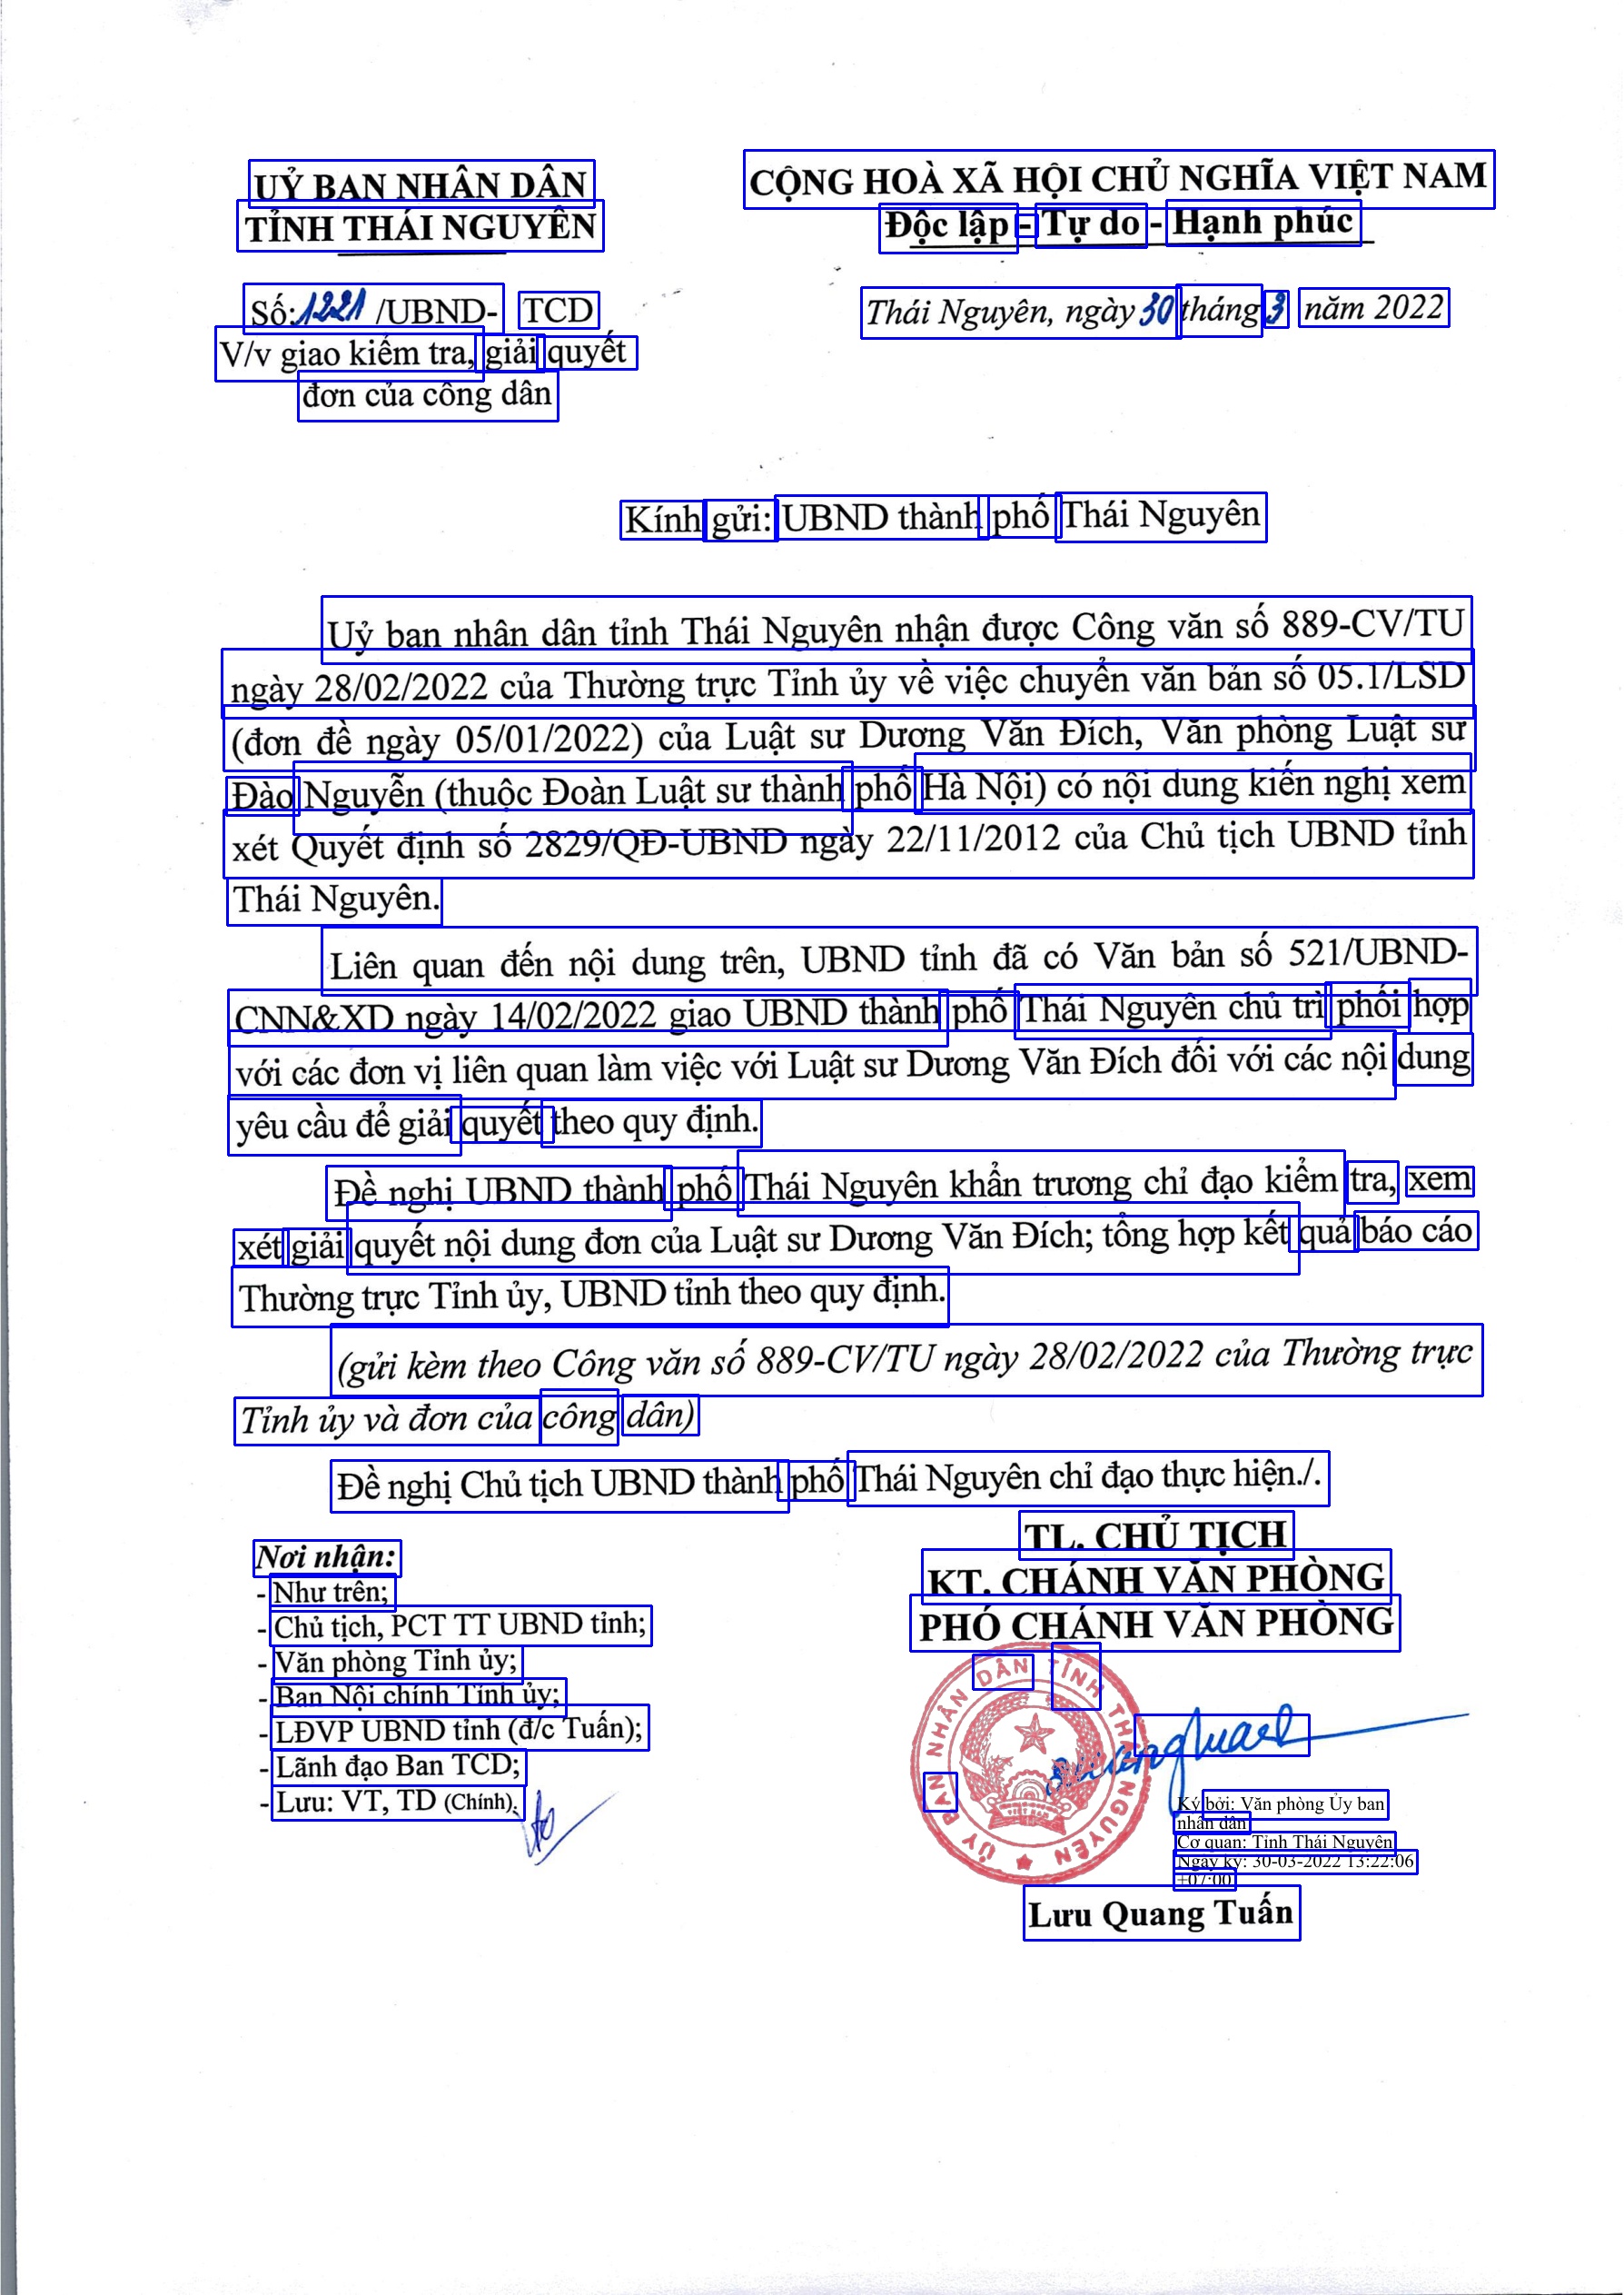 UỶ BAN NHÂN DÂN
TỈNH THÁI NGUYÊN
CỘNG HOÀ XÃ HỘI CHỦ NGHĨA VIỆT NAM
Độc lập - Tự do - Hạnh phúc
Số: 1221 /UBND- TCD
V/v giao kiểm tra, giải quyết
đơn của công dân
Thái Nguyên, ngày 30 tháng 3 năm 2022
Kính gửi: UBND thành phố Thái Nguyên
Uỷ ban nhân dân tỉnh Thái Nguyên nhận được Công văn số 889-CV/TU
ngày 28/02/2022 của Thường trực Tỉnh ủy về việc chuyển văn bản số 05.1/LSD
(đơn đề ngày 05/01/2022) của Luật sư Dương Văn Đích, Văn phòng Luật sư
Đào Nguyễn (thuộc Đoàn Luật sư thành phố Hà Nội) có nội dung kiến nghị xem
xét Quyết định số 2829/QĐ-UBND ngày 22/11/2012 của Chủ tịch UBND tỉnh
Thái Nguyên.
Liên quan đến nội dung trên, UBND tỉnh đã có Văn bản số 521/UBND-
CNN&XD ngày 14/02/2022 giao UBND thành phố Thái Nguyên chủ trì phối hợp
với các đơn vị liên quan làm việc với Luật sư Dương Văn Đích đối với các nội dung
yêu cầu để giải quyết theo quy định.
Đề nghị UBND thành phố Thái Nguyên khẩn trương chỉ đạo kiểm tra, xem
xét giải quyết nội dung đơn của Luật sư Dương Văn Đích; tổng hợp kết quả báo cáo
Thường trực Tỉnh ủy, UBND tỉnh theo quy định.
(gửi kèm theo Công văn số 889-CV/TU ngày 28/02/2022 của Thường trực
Tỉnh ủy và đơn của công dân)
Đề nghị Chủ tịch UBND thành phố Thái Nguyên chỉ đạo thực hiện./.
Nơi nhận:
- Như trên;
- Chủ tịch, PCT TT UBND tỉnh;
- Văn phòng Tỉnh ủy;
- Ban Nội chính Tỉnh ủy;
- LĐVP UBND tỉnh (đ/c Tuấn);
- Lãnh đạo Ban TCD;
- Lưu: VT, TD (Chính).
TL. CHỦ TỊCH
KT. CHÁNH VĂN PHÒNG
PHÓ CHÁNH VĂN PHÒNG
ỦY BAN NHÂN DÂN TỈNH THÁI NGUYÊN
Ký bởi: Văn phòng Ủy ban
nhân dân
Cơ quan: Tỉnh Thái Nguyên
Ngày ký: 30-03-2022 13:22:06
+07:00
Lưu Quang Tuấn